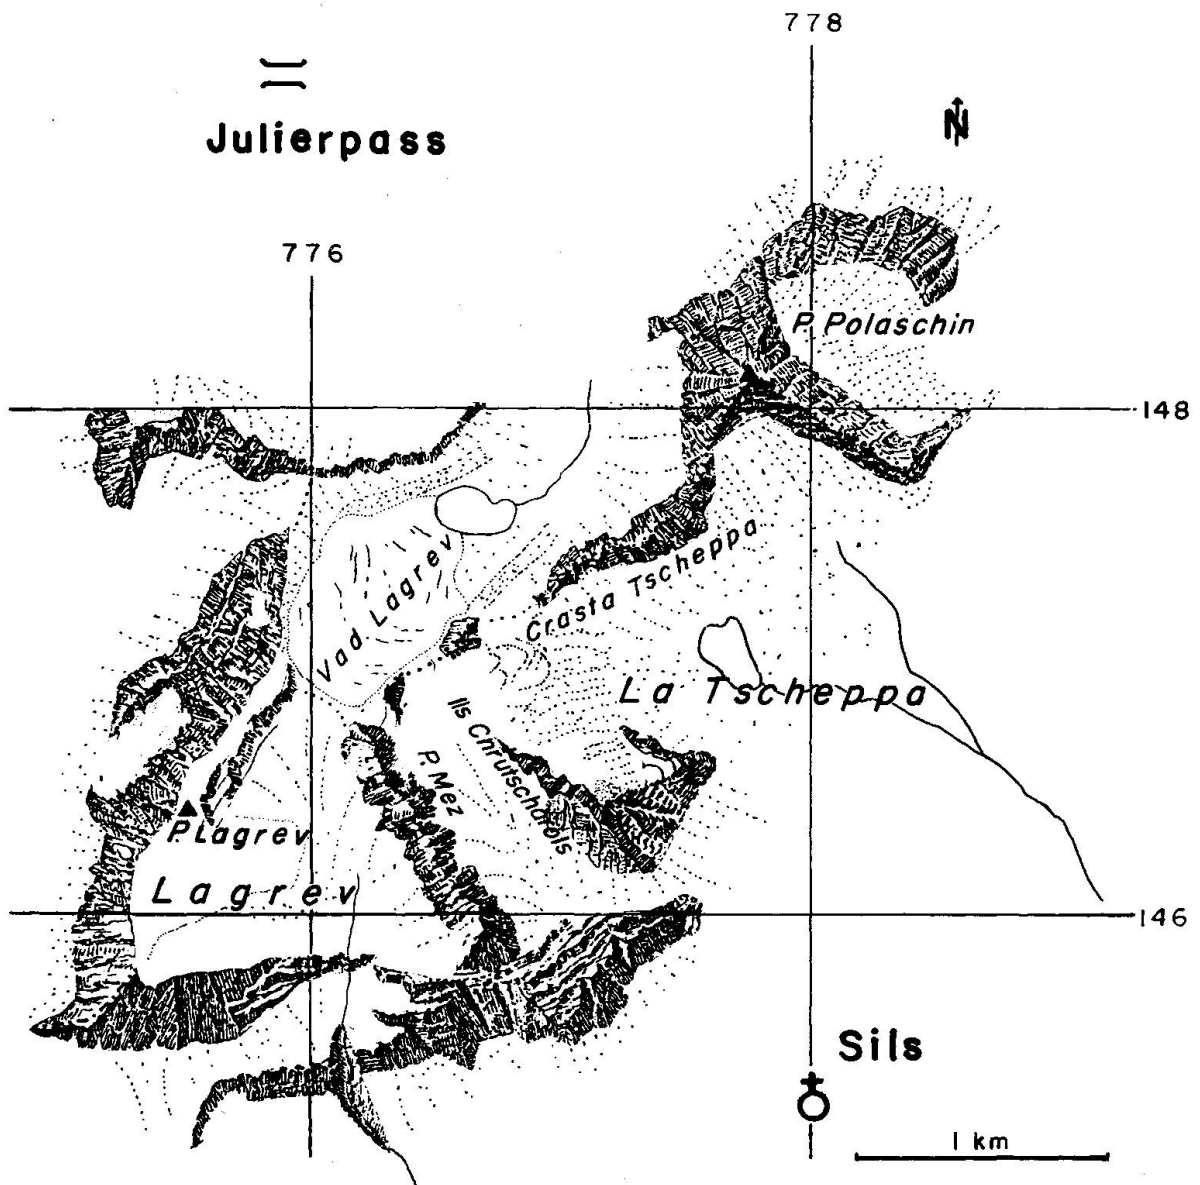 778
N
Julierpass
776
P. Polaschin
148
Crasta Tscheppa
Vad Lagrev
La Tscheppa
Ils Chrutscharöls
P. Mez
P. Lagrev
Lagrev
146
Sils
1 km